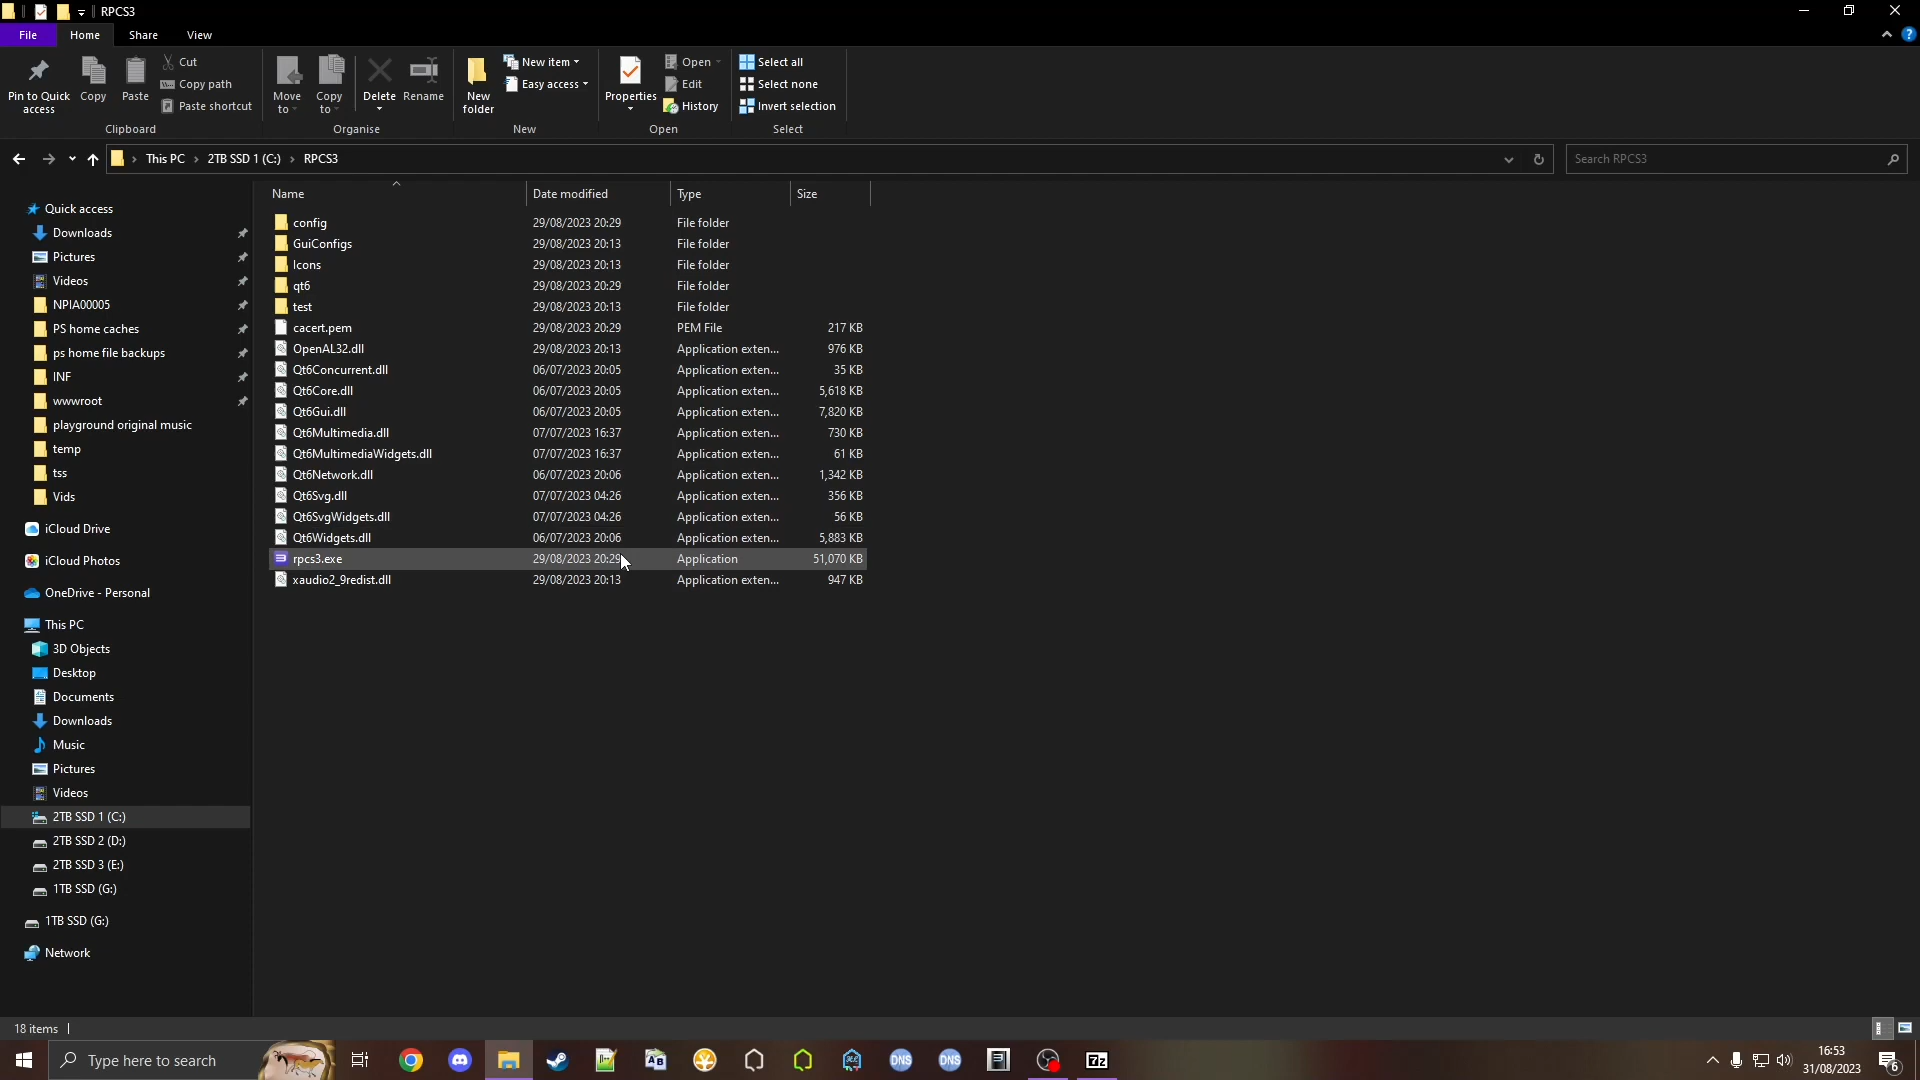 RPCS3
File Home Share View
Pin to Quick access
Copy
Paste
Cut
Copy path
Paste shortcut
Clipboard
Move to
Copy to
Delete
Rename
Organise
New folder
New item
Easy access
New
Properties
Open
Edit
History
Open
Select all
Select none
Invert selection
Select
This PC › 2TB SSD 1 (C:) › RPCS3
Search RPCS3
Name Date modified Type Size
config 29/08/2023 20:29 File folder
GuiConfigs 29/08/2023 20:13 File folder
Icons 29/08/2023 20:13 File folder
qt6 29/08/2023 20:29 File folder
test 29/08/2023 20:13 File folder
cacert.pem 29/08/2023 20:29 PEM File 217 KB
OpenAL32.dll 29/08/2023 20:13 Application exten... 976 KB
Qt6Concurrent.dll 06/07/2023 20:05 Application exten... 35 KB
Qt6Core.dll 06/07/2023 20:05 Application exten... 5,618 KB
Qt6Gui.dll 06/07/2023 20:05 Application exten... 7,820 KB
Qt6Multimedia.dll 07/07/2023 16:37 Application exten... 730 KB
Qt6MultimediaWidgets.dll 07/07/2023 16:37 Application exten... 61 KB
Qt6Network.dll 06/07/2023 20:06 Application exten... 1,342 KB
Qt6Svg.dll 07/07/2023 04:26 Application exten... 356 KB
Qt6SvgWidgets.dll 07/07/2023 04:26 Application exten... 56 KB
Qt6Widgets.dll 06/07/2023 20:06 Application exten... 5,883 KB
rpcs3.exe 29/08/2023 20:29 Application 51,070 KB
xaudio2_9redist.dll 29/08/2023 20:13 Application exten... 947 KB
Quick access
Downloads
Pictures
Videos
NPIA00005
PS home caches
ps home file backups
INF
wwwroot
playground original music
temp
tss
Vids
iCloud Drive
iCloud Photos
OneDrive - Personal
This PC
3D Objects
Desktop
Documents
Downloads
Music
Pictures
Videos
2TB SSD 1 (C:)
2TB SSD 2 (D:)
2TB SSD 3 (E:)
1TB SSD (G:)
1TB SSD (G:)
Network
18 items
Type here to search
DNS
DNS
7z
16:53
31/08/2023
6